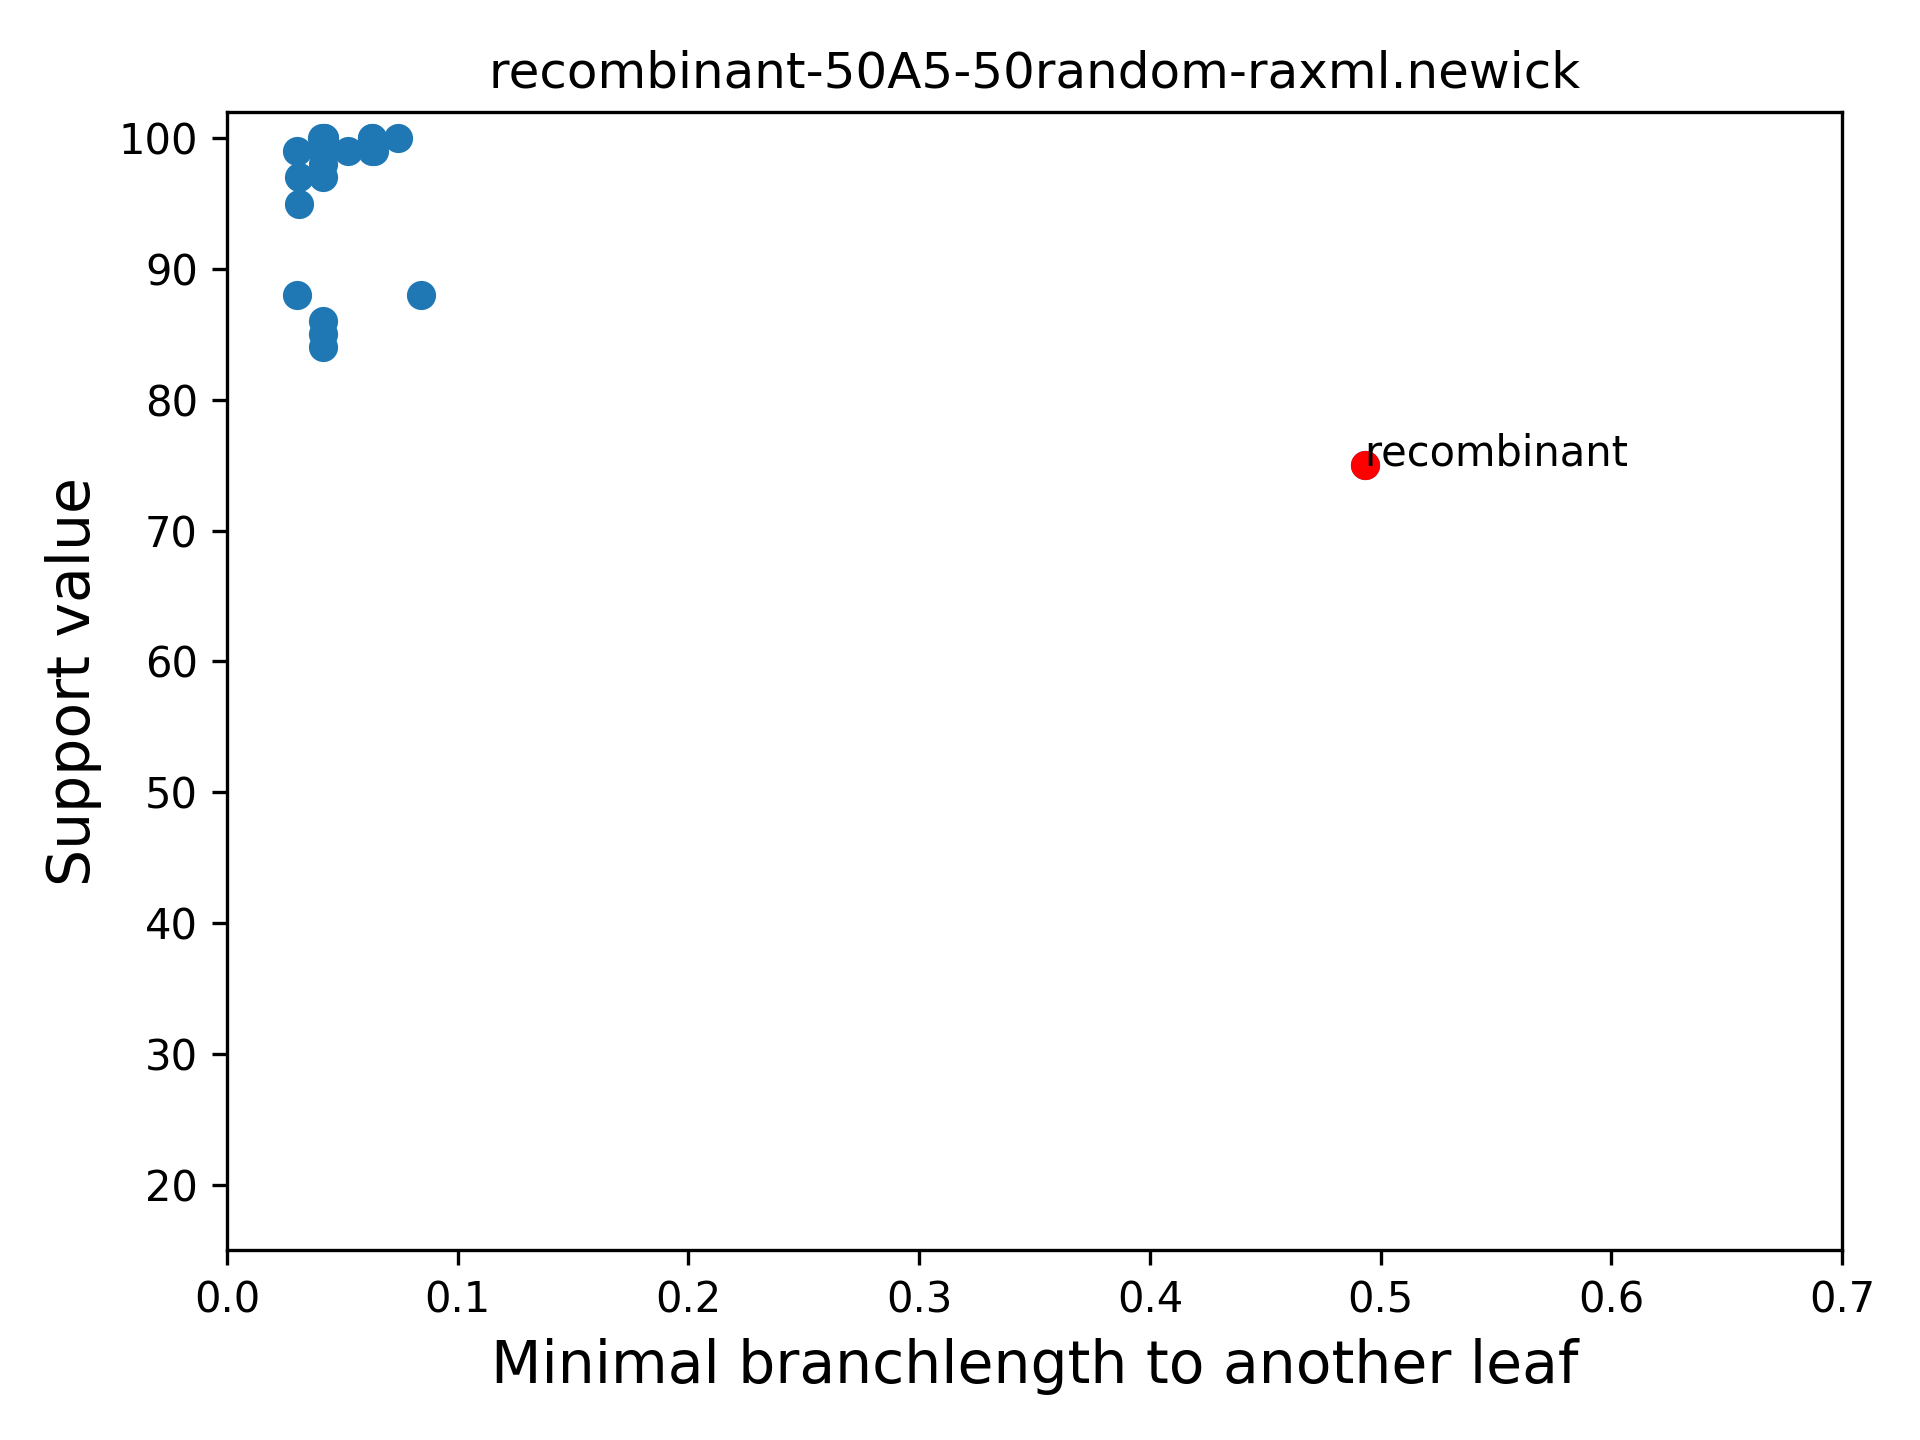 recombinant-50A5-50random-raxml.newick
100
90
80
70
60
50
40
30
20
Support value
recombinant
0.0 0.1 0.2 0.3 0.4 0.5 0.6 0.7
Minimal branchlength to another leaf